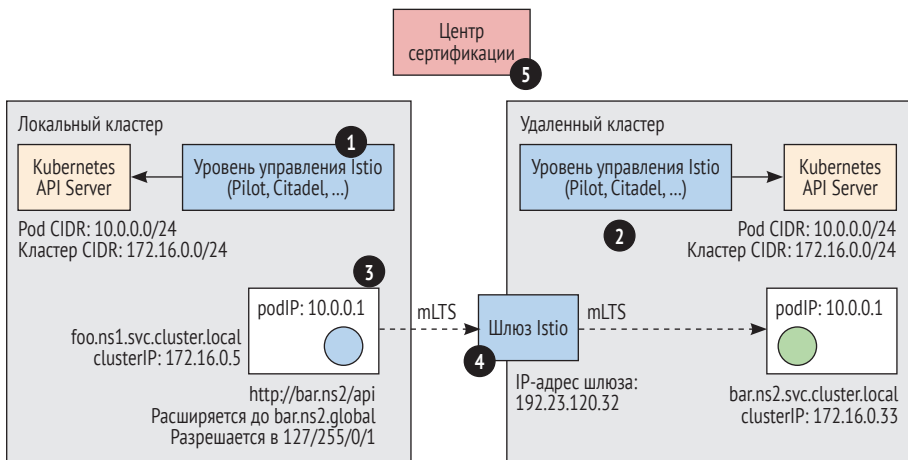 Центр
сертификации
5
Локальный кластер
1
Kubernetes
API Server
Уровень управления Istio
(Pilot, Citadel, ...)
Pod CIDR: 10.0.0.0/24
Кластер CIDR: 172.16.0.0/24
3
podIP: 10.0.0.1
foo.ns1.svc.cluster.local
clusterIP: 172.16.0.5
http://bar.ns2/api
Расширяется до bar.ns2.global
Разрешается в 127/255/0/1
mLTS
Удаленный кластер
Уровень управления Istio
(Pilot, Citadel, ...)
Kubernetes
API Server
2
Pod CIDR: 10.0.0.0/24
Кластер CIDR: 172.16.0.0/24
Шлюз Istio
4
mLTS
IP-адрес шлюза:
192.23.120.32
podIP: 10.0.0.1
bar.ns2.svc.cluster.local
clusterIP: 172.16.0.33